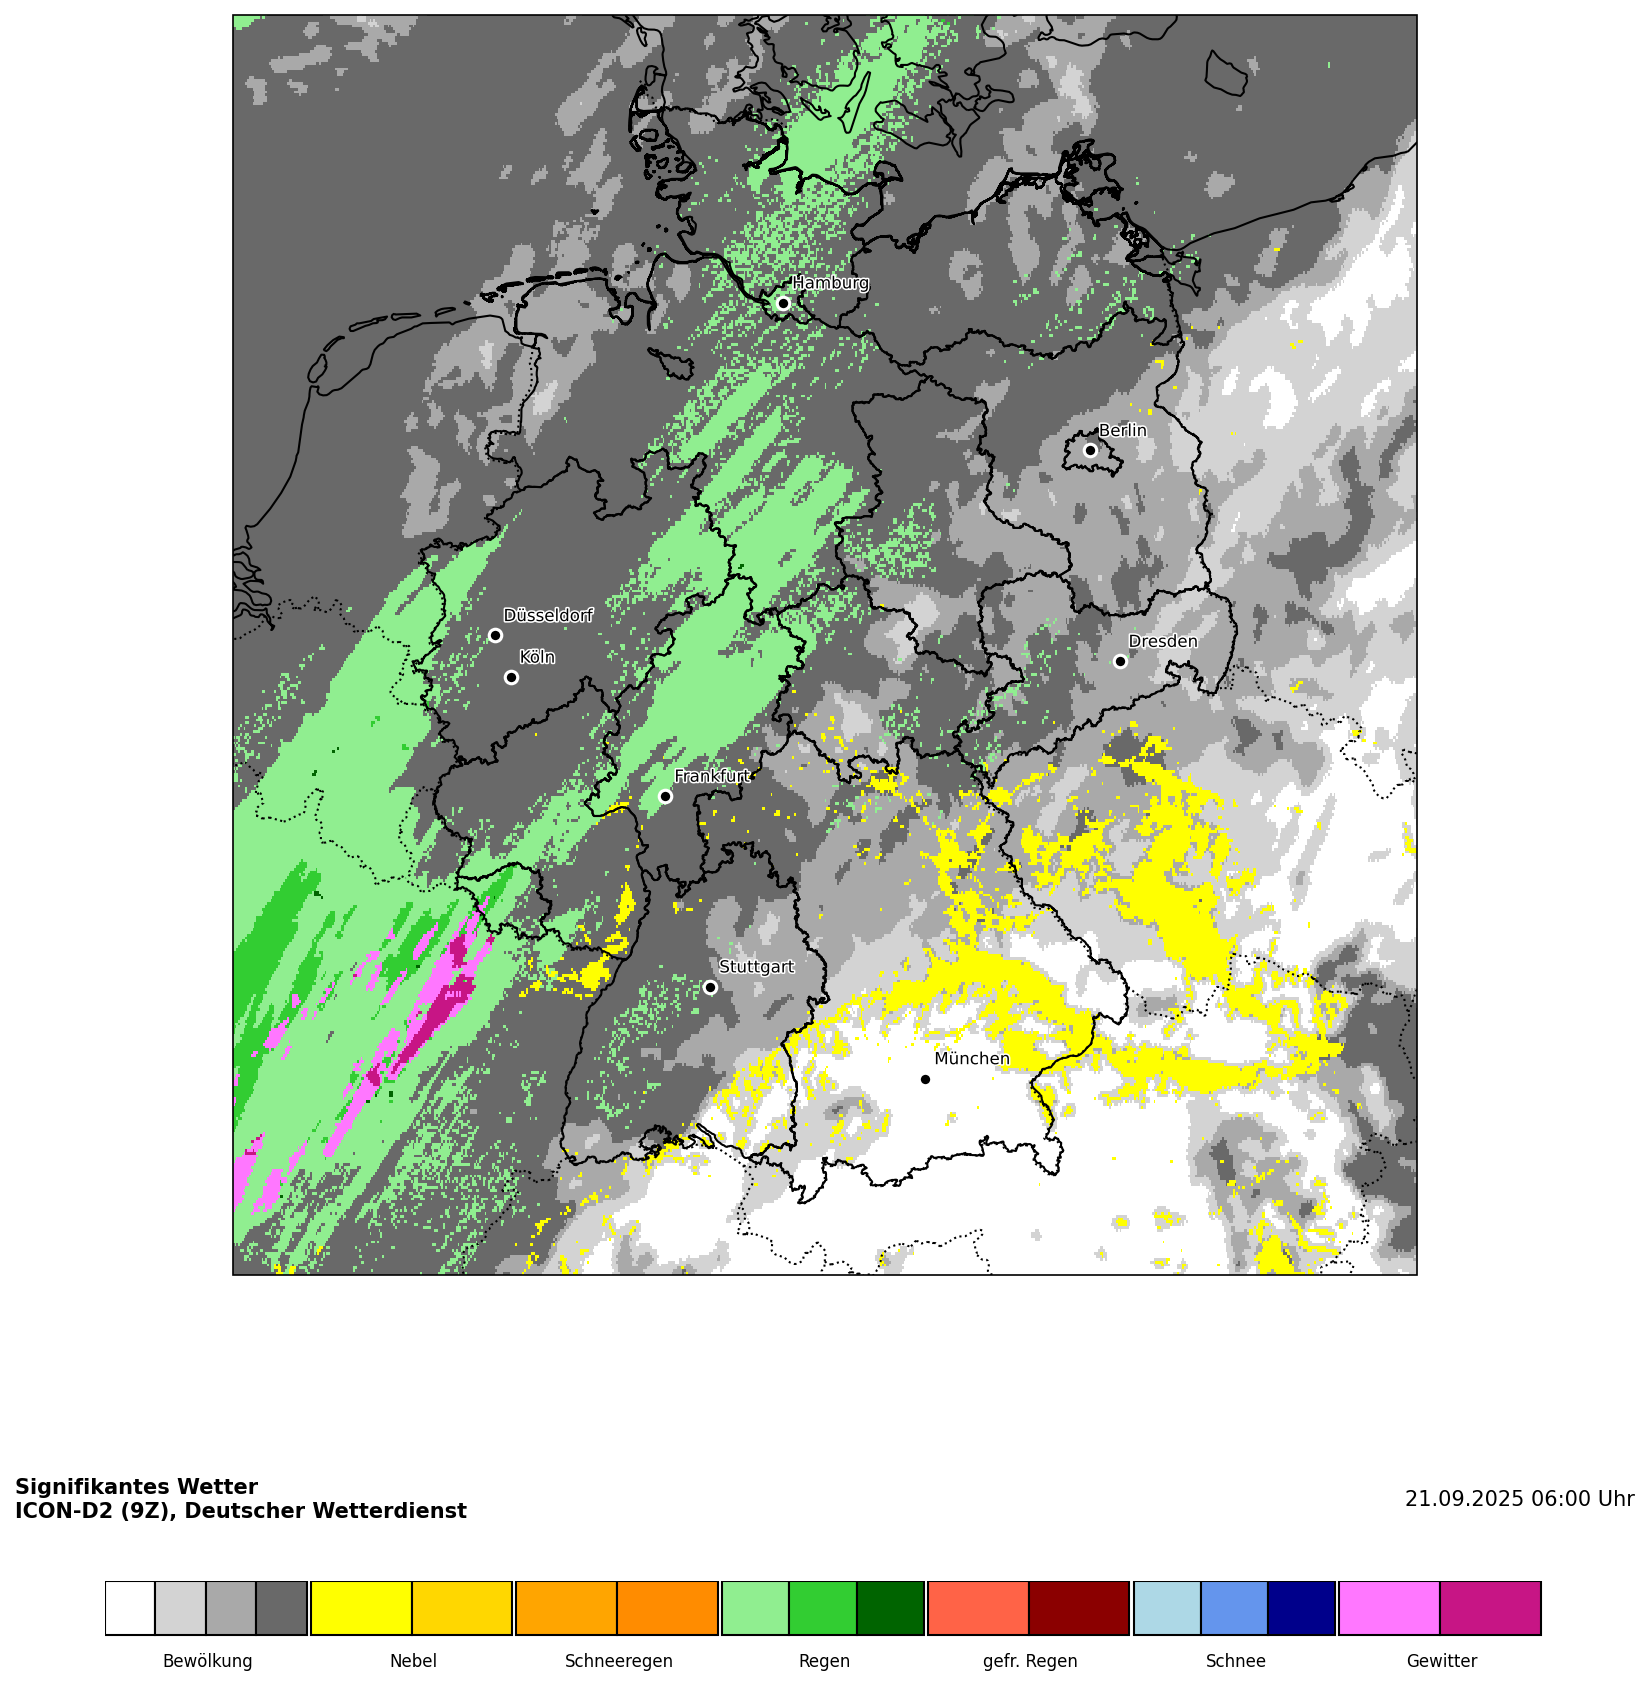 Hamburg
Berlin
Düsseldorf
Dresden
Köln
Frankfurt
Stuttgart
München
Signifikantes Wetter
ICON-D2 (9Z), Deutscher Wetterdienst
21.09.2025 06:00 Uhr
Bewölkung Nebel Schneeregen Regen gefr. Regen Schnee Gewitter